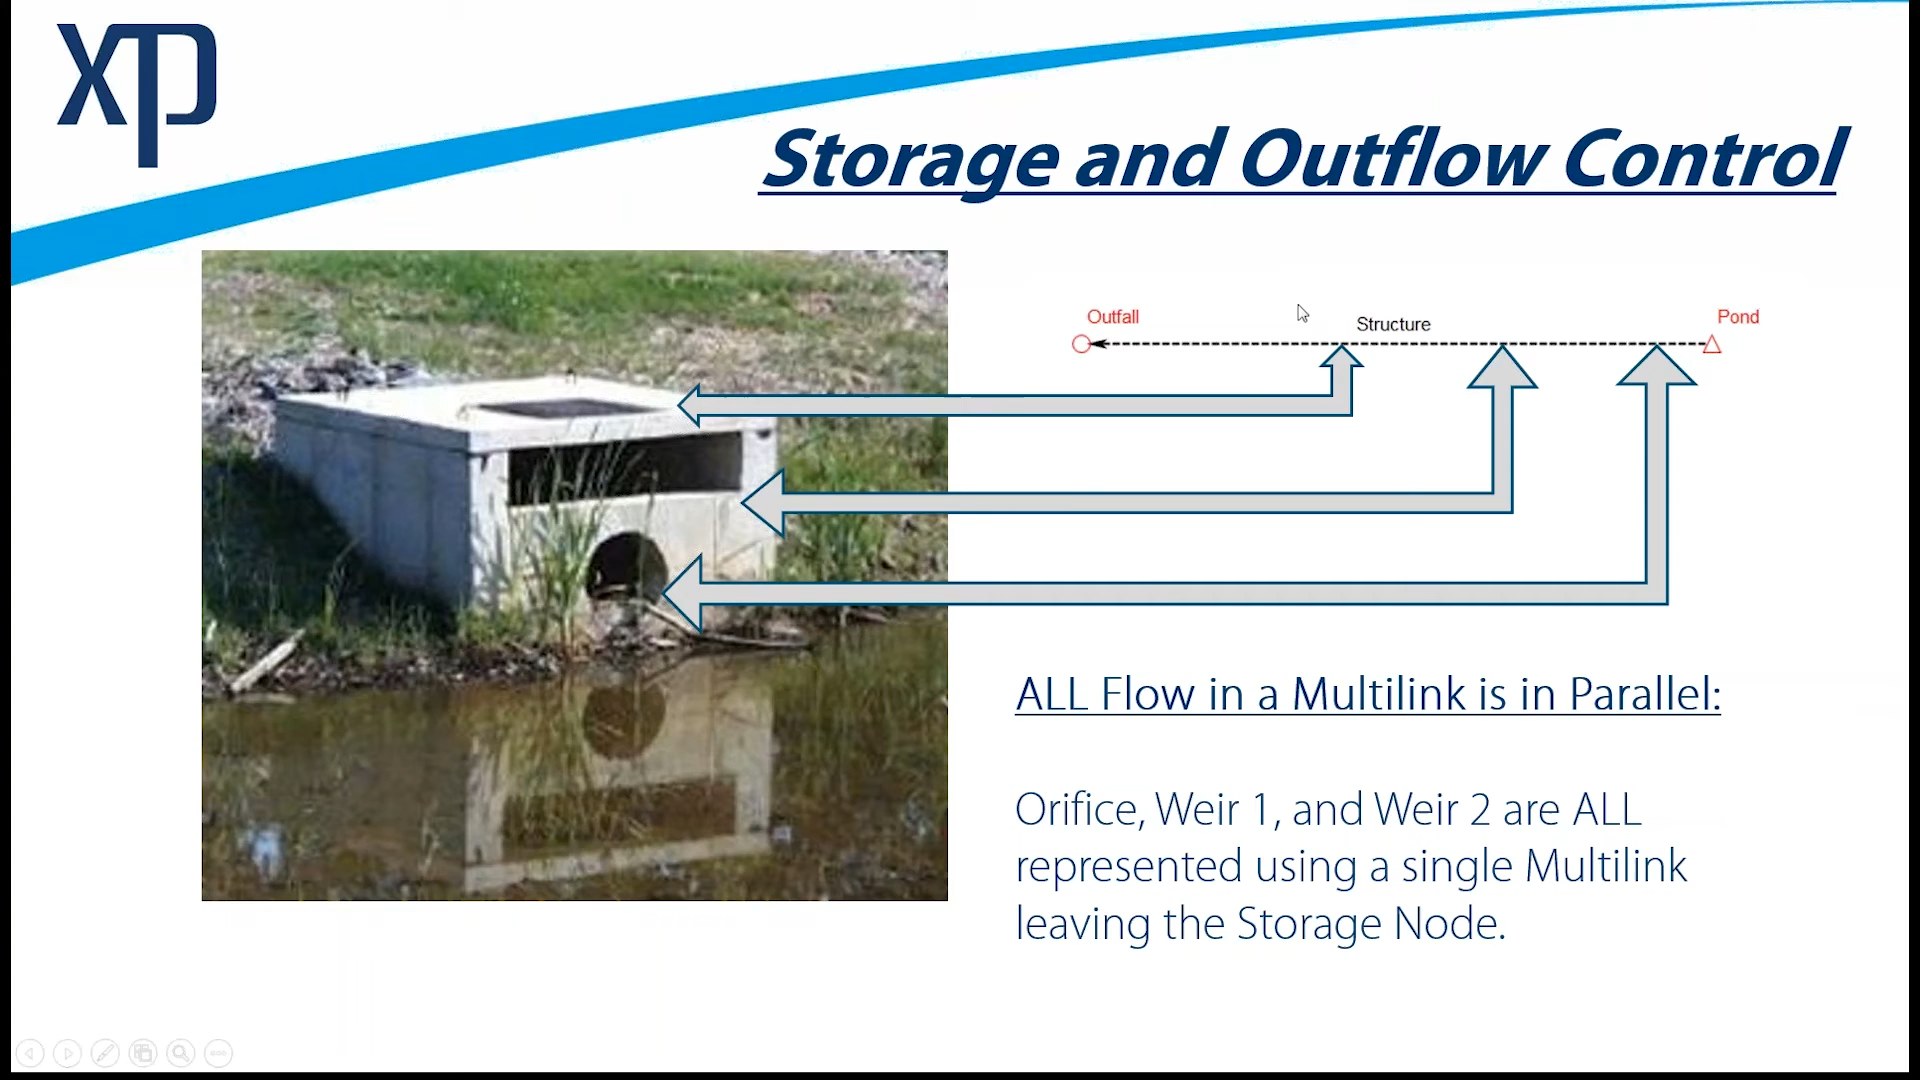 xp
Storage and Outflow Control
Outfall
Structure
Pond
ALL Flow in a Multilink is in Parallel:
Orifice, Weir 1, and Weir 2 are ALL
represented using a single Multilink
leaving the Storage Node.